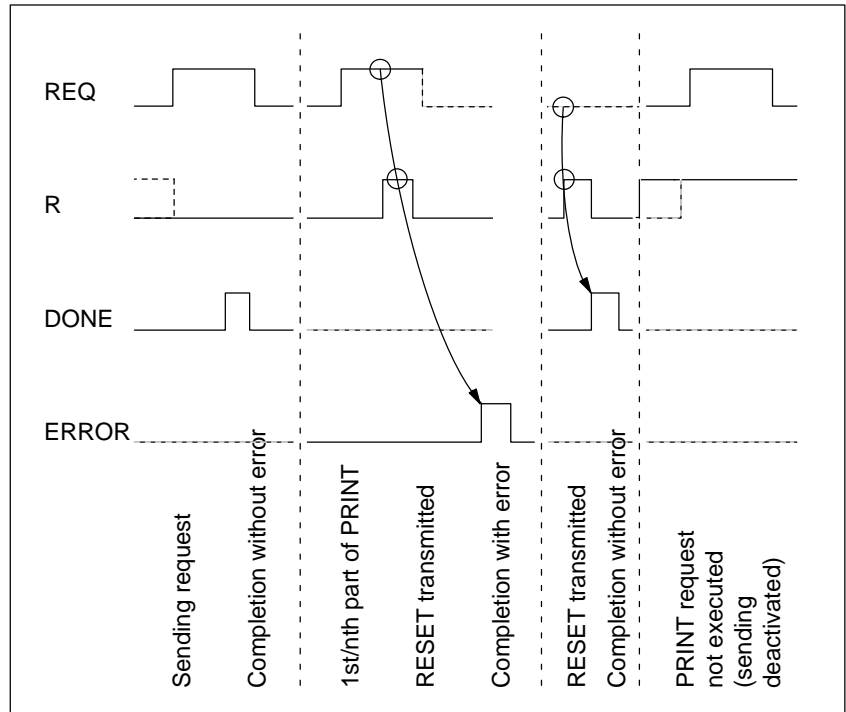 REQ
R
DONE
ERROR
Sending request
Completion without error
1st/nth part of PRINT
RESET transmitted
Completion with error
RESET transmitted
Completion without error
PRINT request
not executed
(sending
deactivated)